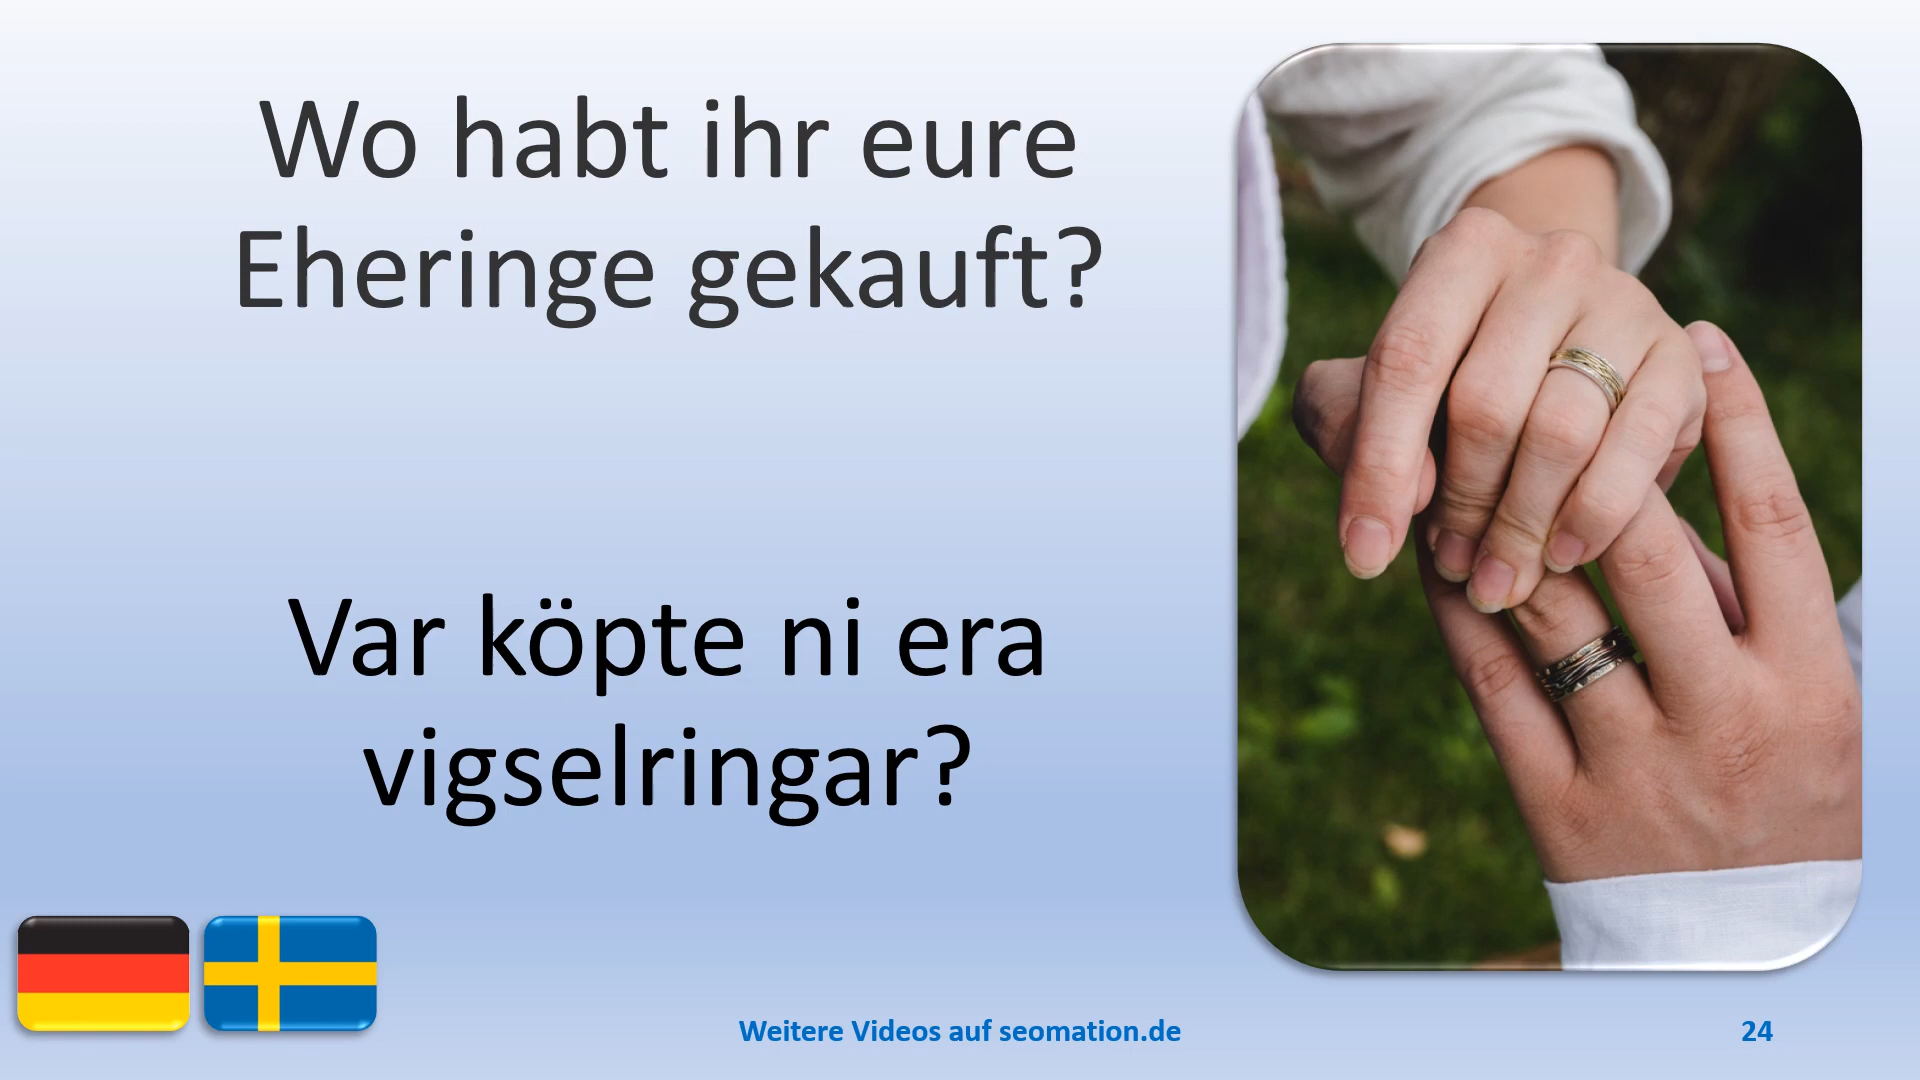 Wo habt ihr eure
Eheringe gekauft?
Var köpte ni era
vigselringar?
Weitere Videos auf seomation.de
24